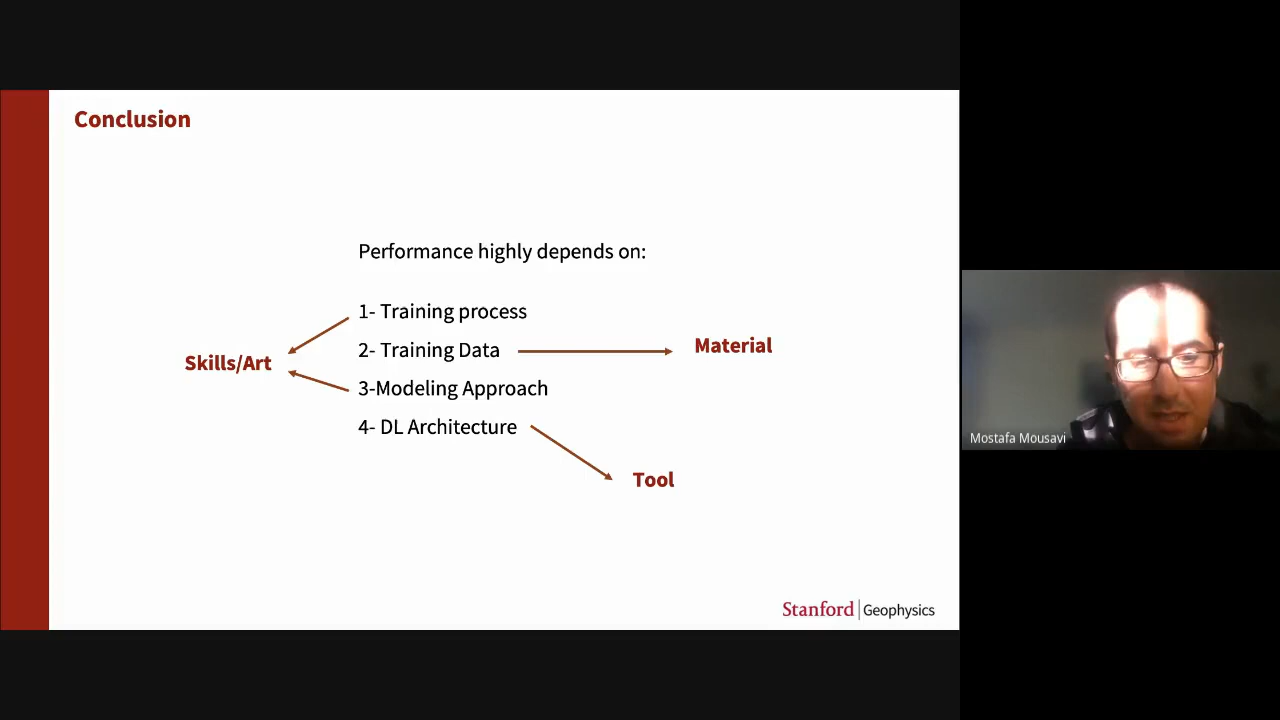 Conclusion
Performance highly depends on:
1- Training process
2- Training Data
Material
Skills/Art
3-Modeling Approach
4- DL Architecture
Tool
Stanford | Geophysics
Mostafa Mousavi